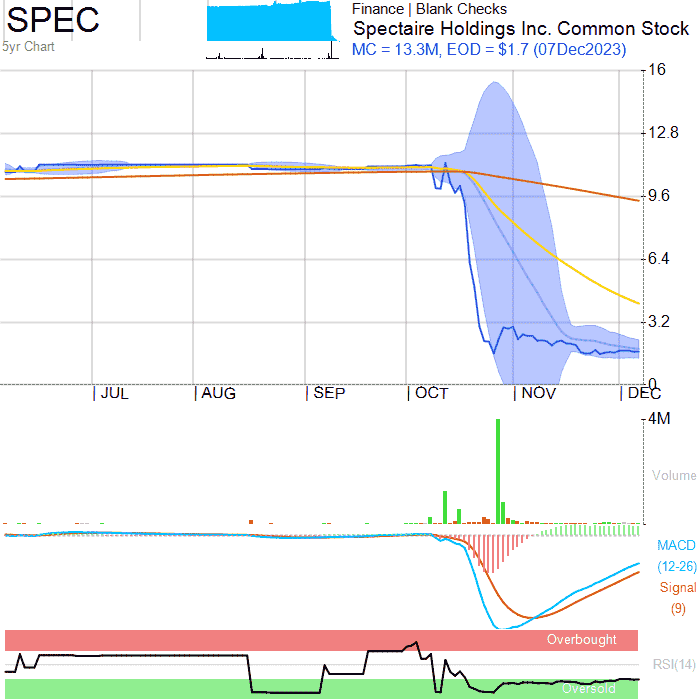 SPEC
5yr Chart
Finance | Blank Checks
Spectaire Holdings Inc. Common Stock
MC = 13.3M, EOD = $1.7 (07Dec2023)
16
12.8
9.6
6.4
3.2
0
JUL AUG SEP OCT NOV DEC
4M
Volume
MACD
(12-26)
Signal
(9)
Overbought
RSI(14)
Oversold